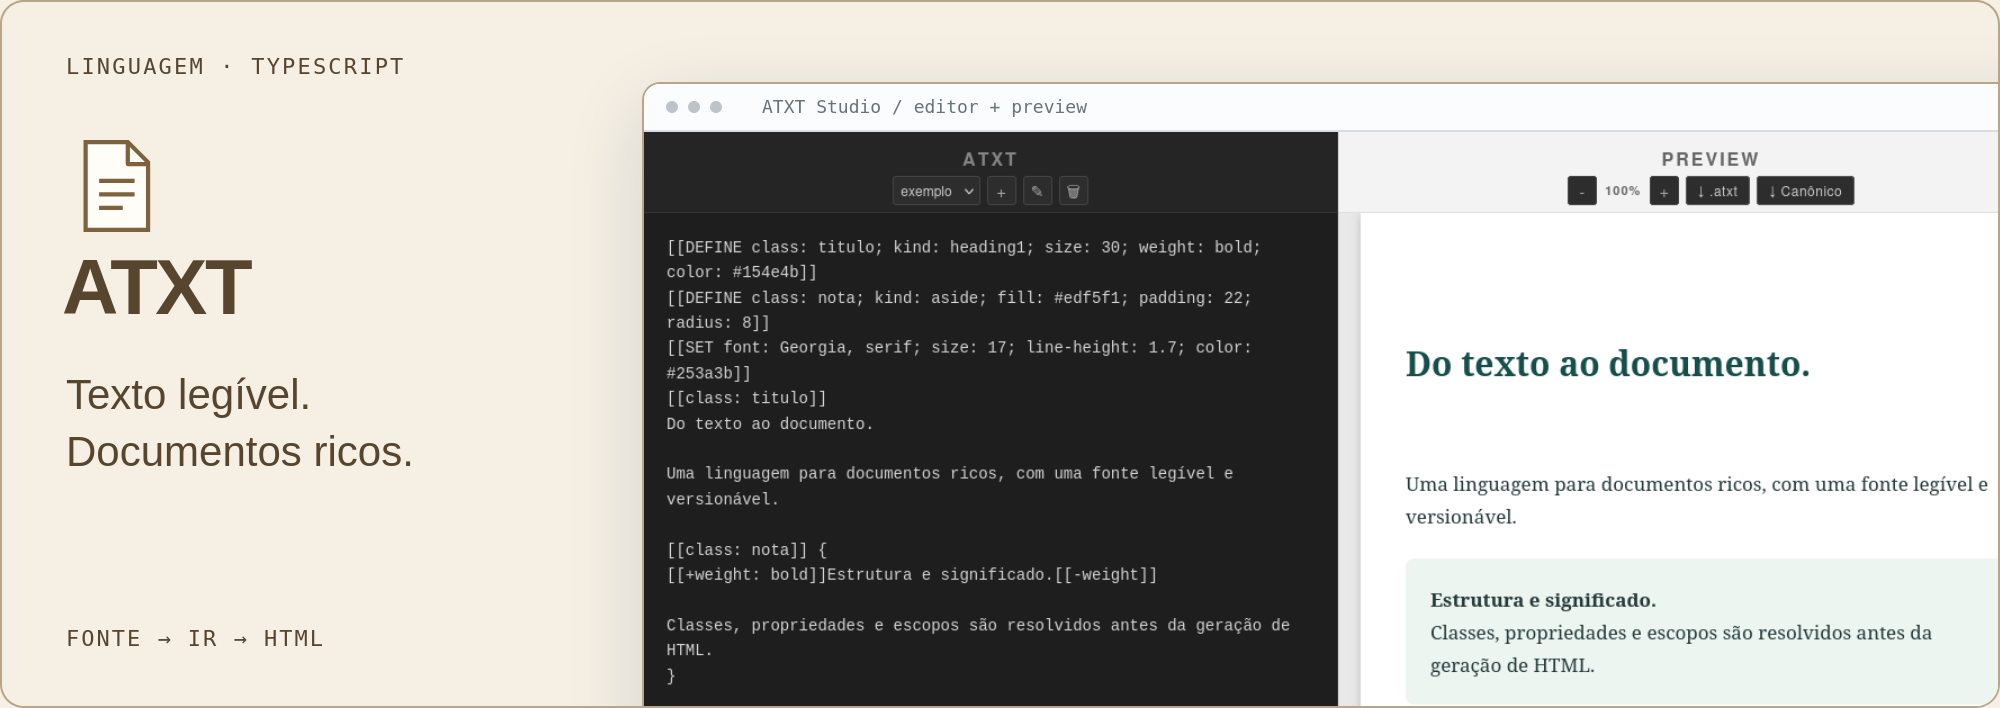 LINGUAGEM · TYPESCRIPT
ATXT
Texto legível.
Documentos ricos.
FONTE → IR → HTML
ATXT Studio / editor + preview
ATXT
exemplo
+
[[DEFINE class: titulo; kind: heading1; size: 30; weight: bold;
color: #154e4b]]
[[DEFINE class: nota; kind: aside; fill: #edf5f1; padding: 22;
radius: 8]]
[[SET font: Georgia, serif; size: 17; line-height: 1.7; color:
#253a3b]]
[[class: titulo]]
Do texto ao documento.
Uma linguagem para documentos ricos, com uma fonte legível e
versionável.
[[class: nota]] {
[[+weight: bold]]Estrutura e significado.[[-weight]]
Classes, propriedades e escopos são resolvidos antes da geração de
HTML.
}
PREVIEW
- 100% + ↓ .atxt ↓ Canônico
Do texto ao documento.
Uma linguagem para documentos ricos, com uma fonte legível e
versionável.
Estrutura e significado.
Classes, propriedades e escopos são resolvidos antes da
geração de HTML.